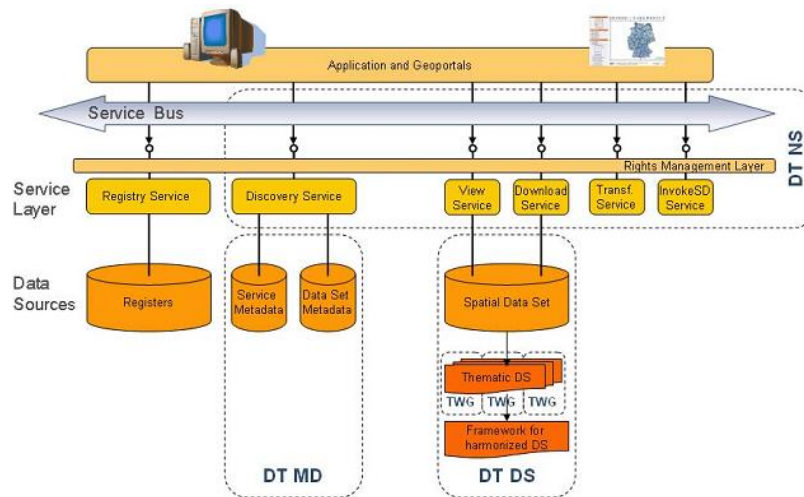 Application and Geoportals
Service Bus
DT NS
Rights Management Layer
Service
Layer
Registry Service
Discovery Service
View
Service
Download
Service
Transf.
Service
InvokeSD
Service
Data
Sources
Registers
Service
Metadata
Data Set
Metadata
Spatial Data Set
Thematic DS
TWG
TWG
TWG
Framework for
harmonized DS
DT MD
DT DS